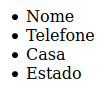 • Nome
• Telefone
• Casa
• Estado